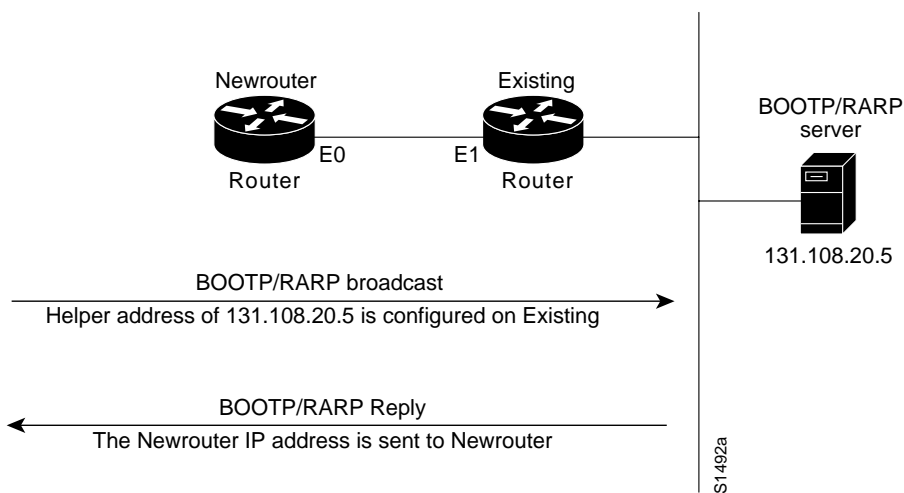 Newrouter
Existing
BOOTP/RARP
server
E0
E1
Router
Router
131.108.20.5
BOOTP/RARP broadcast
Helper address of 131.108.20.5 is configured on Existing
BOOTP/RARP Reply
The Newrouter IP address is sent to Newrouter
S1492a